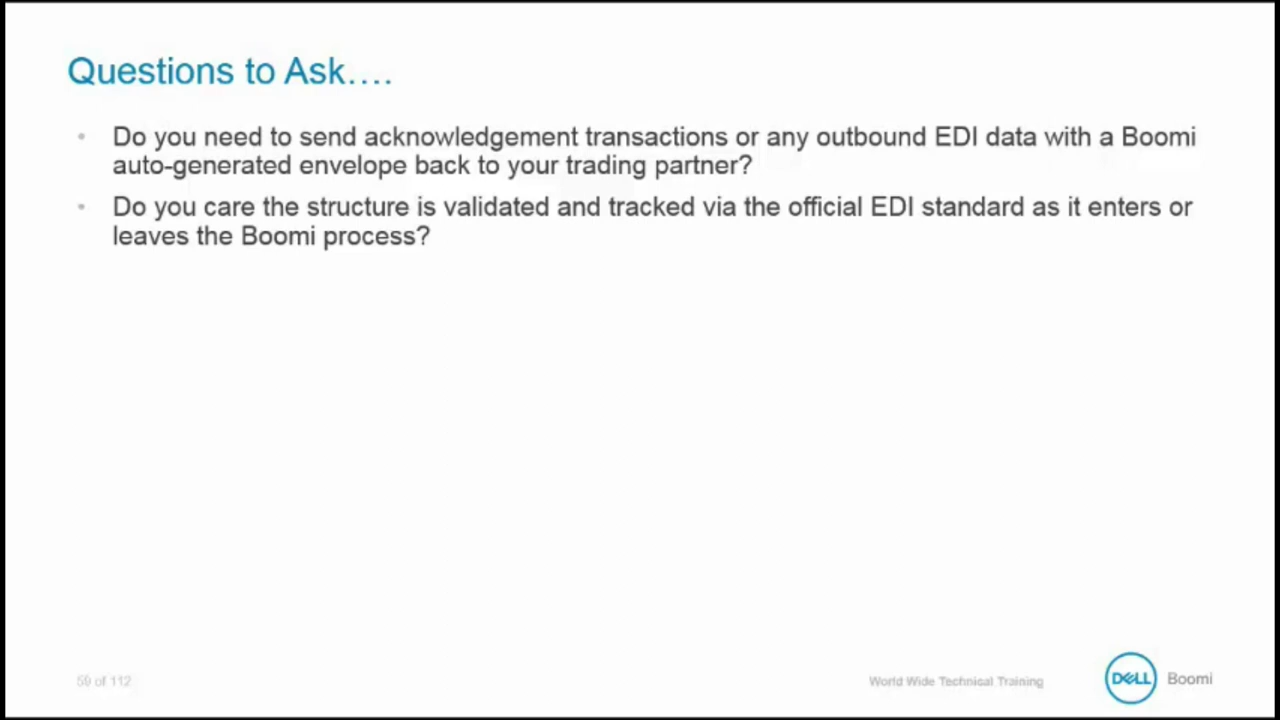 Questions to Ask....
• Do you need to send acknowledgement transactions or any outbound EDI data with a Boomi
auto-generated envelope back to your trading partner?
• Do you care the structure is validated and tracked via the official EDI standard as it enters or
leaves the Boomi process?
59 of 112
World Wide Technical Training
DELL
Boomi